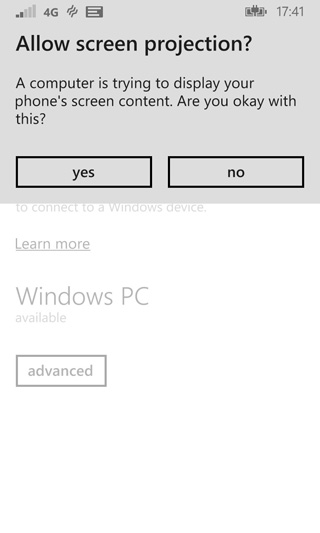 4G 17:41
Allow screen projection?
A computer is trying to display your
phone's screen content. Are you okay with
this?
yes no
to connect to a Windows device.
Learn more
Windows PC
available
advanced